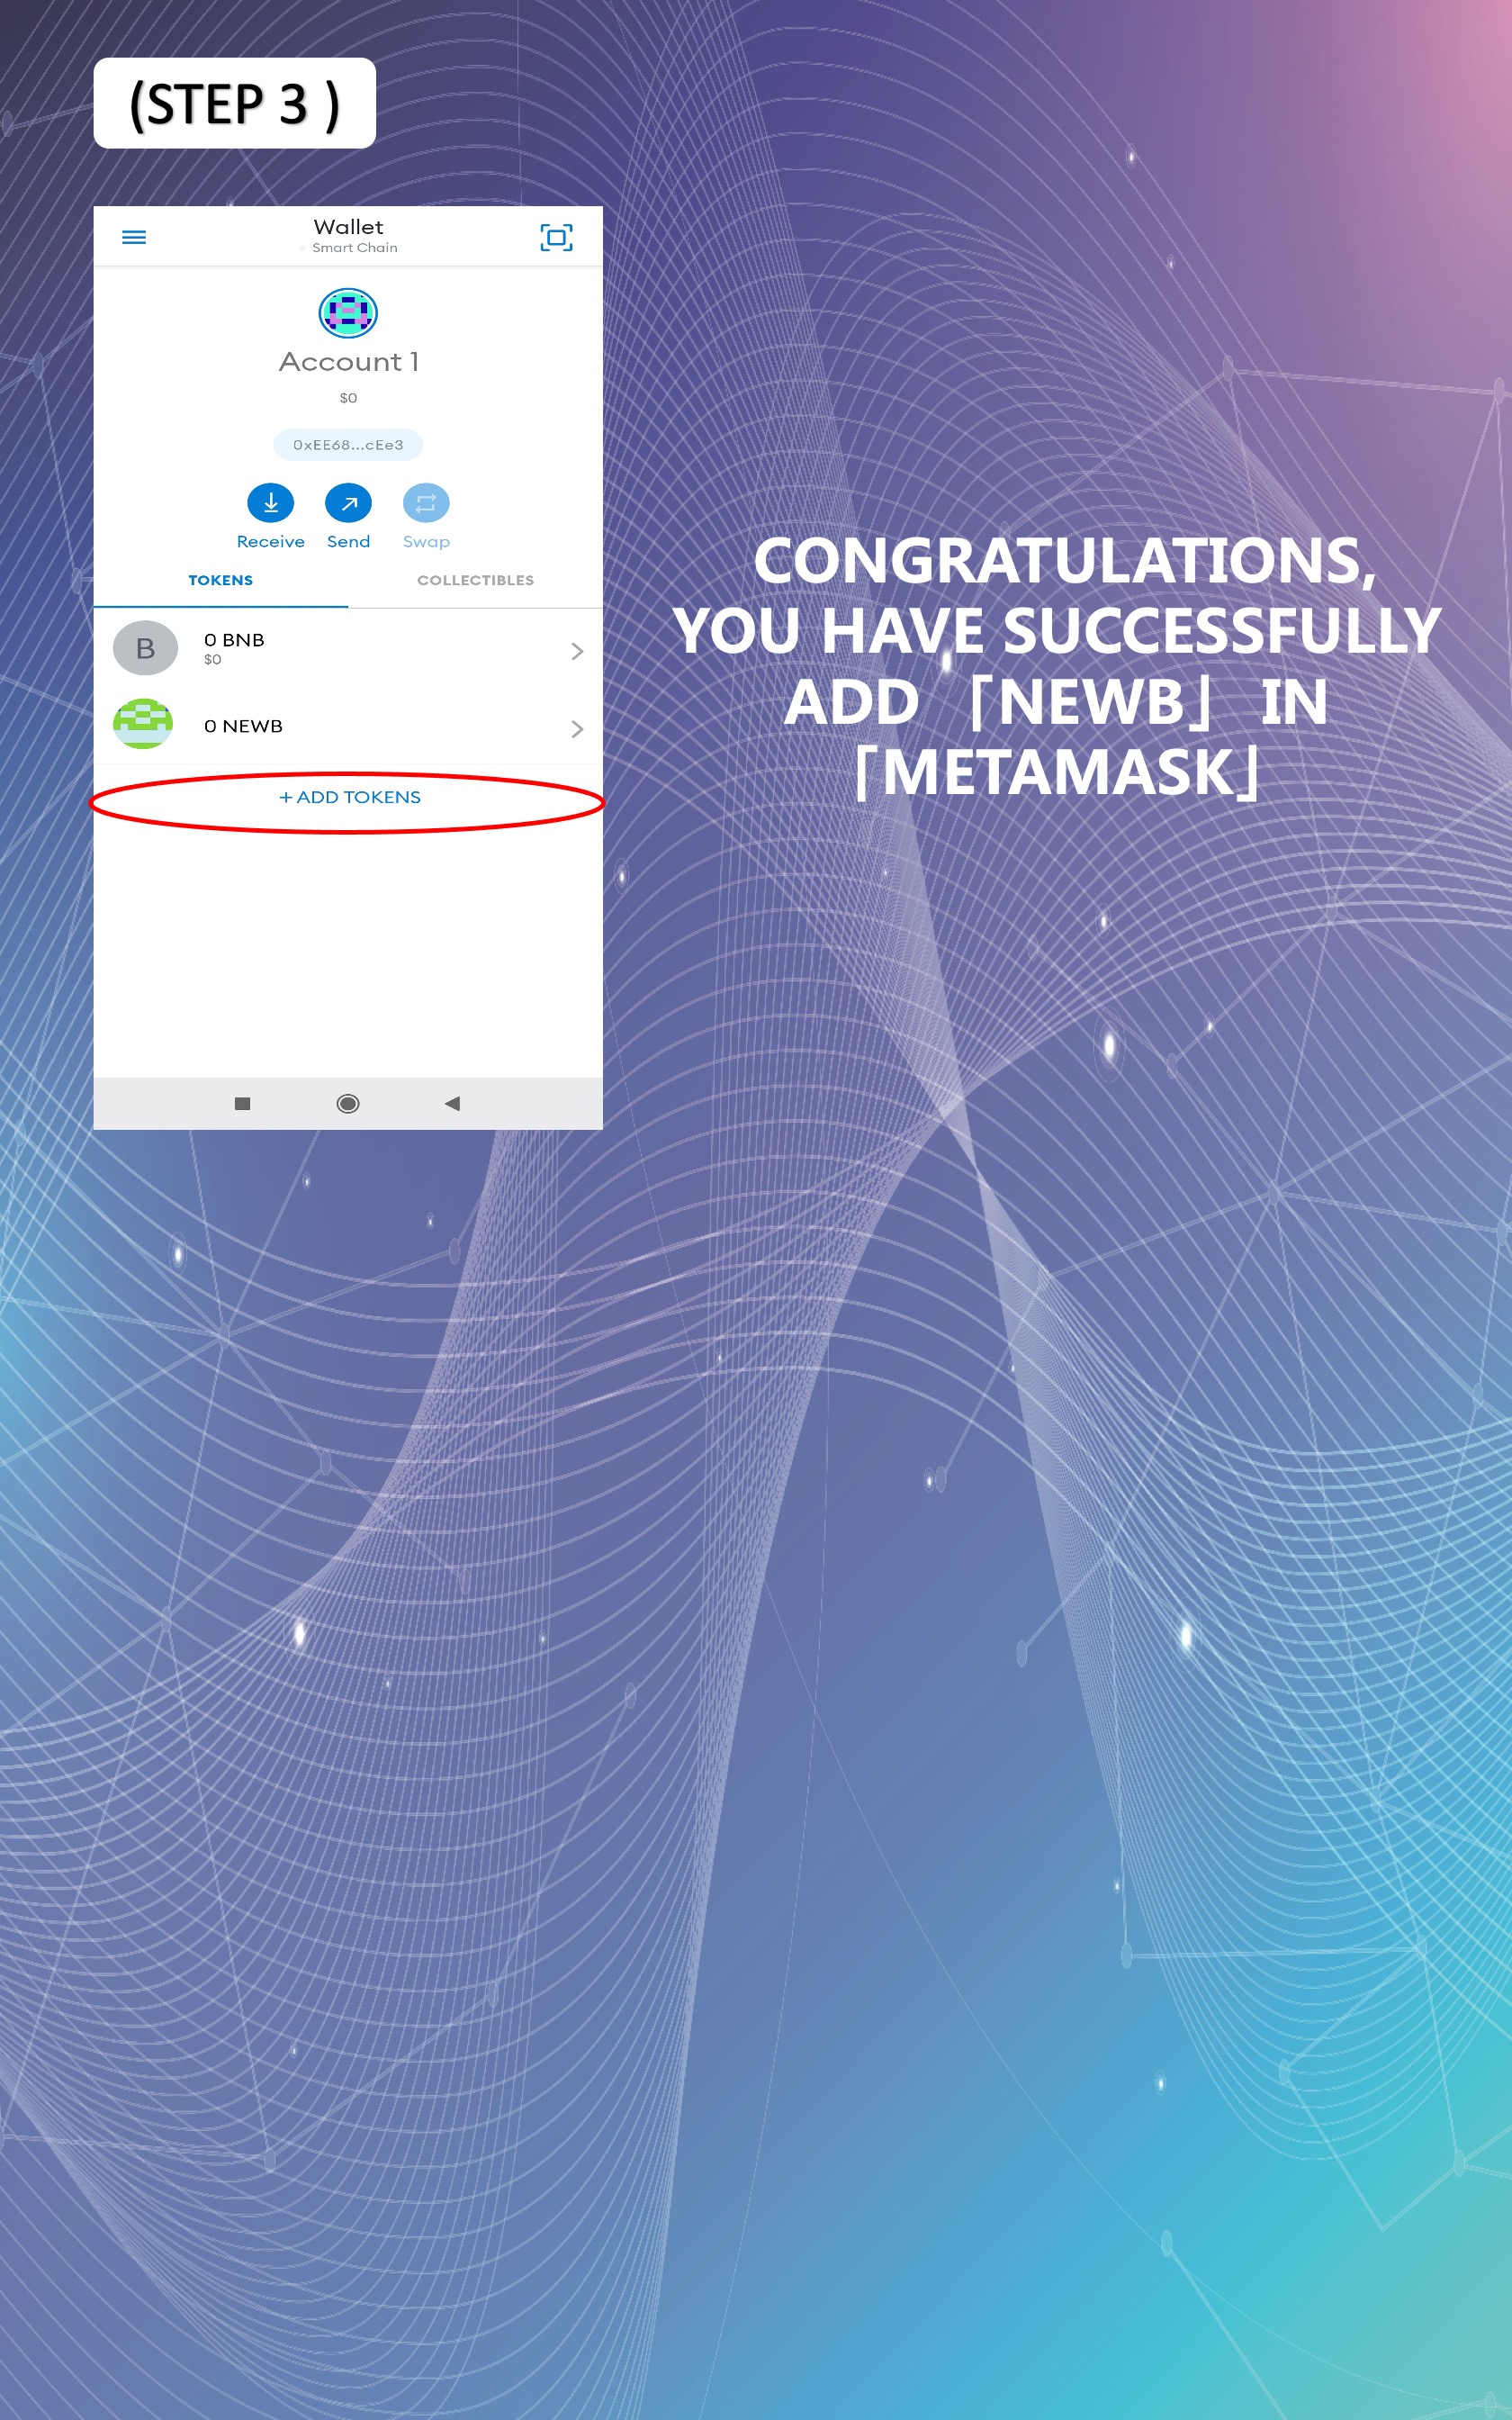 (STEP 3 )
Wallet
Smart Chain
Account 1
$0
0xEE68...cEe3
Receive Send Swap
TOKENS COLLECTIBLES
B 0 BNB
$0
0 NEWB
+ ADD TOKENS
CONGRATULATIONS,
YOU HAVE SUCCESSFULLY
ADD 「NEWB」 IN
「METAMASK」